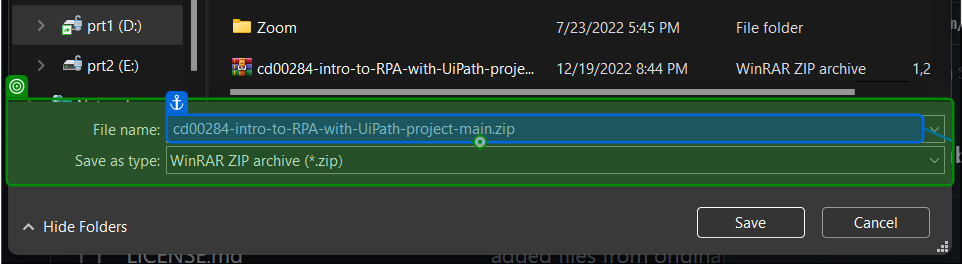 prt1 (D:)
Zoom 7/23/2022 5:45 PM File folder
prt2 (E:)
cd00284-intro-to-RPA-with-UiPath-proje... 12/19/2022 8:44 PM WinRAR ZIP archive 1,2
File name: cd00284-intro-to-RPA-with-UiPath-project-main.zip
Save as type: WinRAR ZIP archive (*.zip)
Hide Folders
Save
Cancel
LICENSE.md added files from original